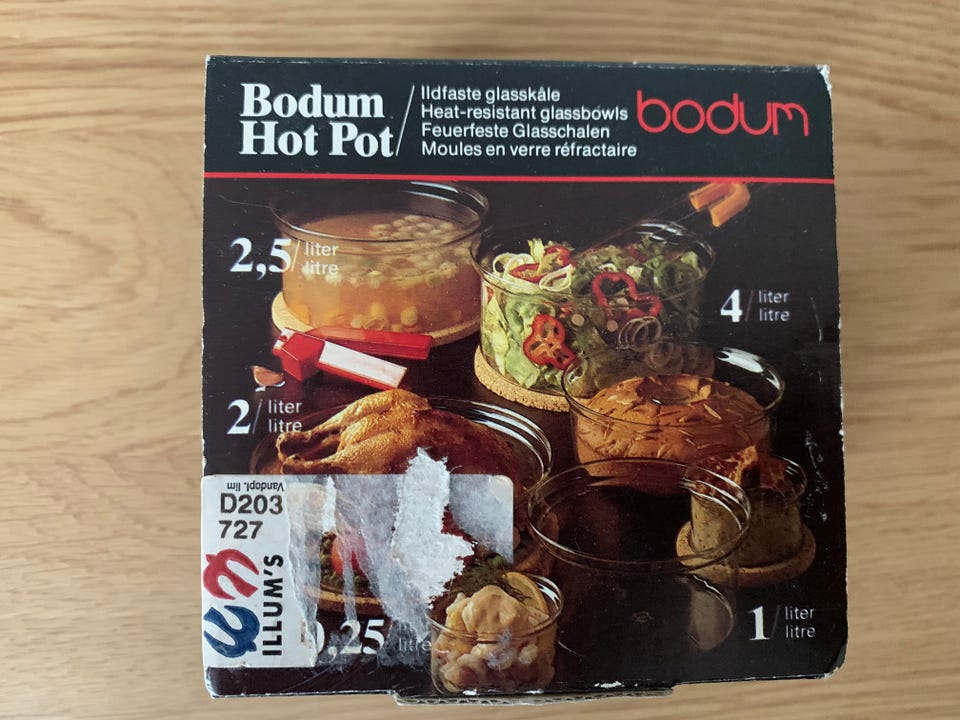 Bodum
Hot Pot
Ildfaste glasskåle
Heat-resistant glassbowls
Feuerfeste Glasschalen
Moules en verre réfractaire
bodum
2,5/ liter
litre
4/ liter
litre
2/ liter
litre
Vandopl. lim
D203
727
ILLUM'S
0,25/
litre
1/ liter
litre